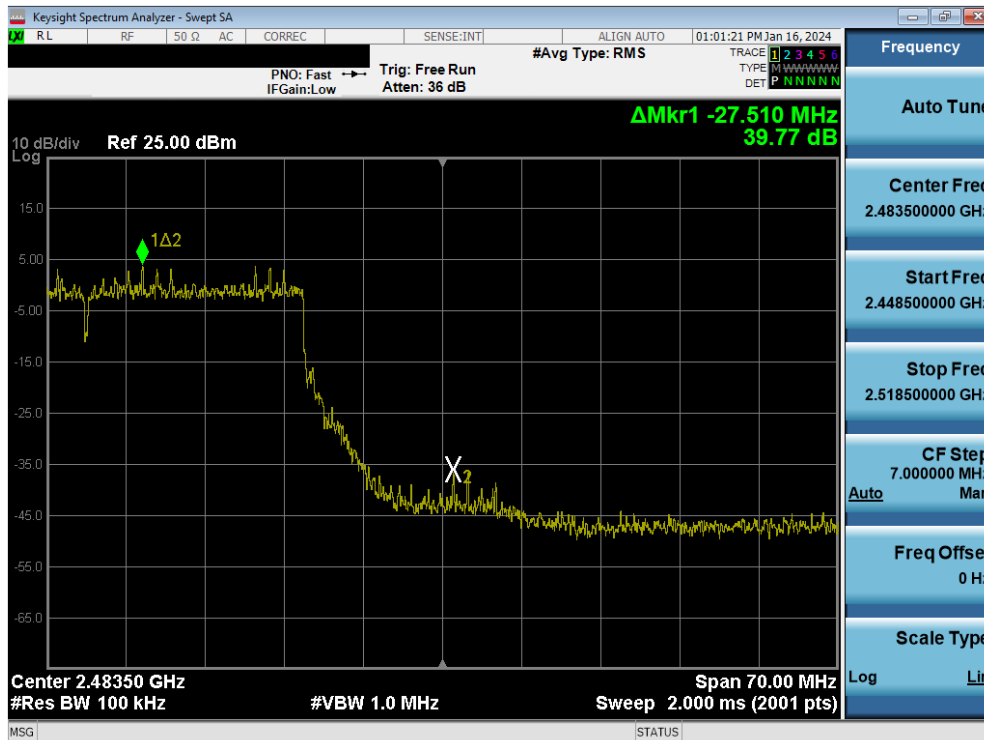 Keysight Spectrum Analyzer - Swept SA
LXI RL RF 50 Ω AC CORREC SENSE:INT ALIGN AUTO 01:01:21 PM Jan 16, 2024
#Avg Type: RMS
TRACE 1 2 3 4 5 6
PNO: Fast Trig: Free Run
TYPE M WWWWW
IFGain:Low Atten: 36 dB
DET P N N N N N
ΔMkr1 -27.510 MHz
39.77 dB
10 dB/div Ref 25.00 dBm
Log
15.0
1Δ2
5.00
-5.00
-15.0
-25.0
-35.0
X2
-45.0
-55.0
-65.0
Center 2.48350 GHz Span 70.00 MHz
#Res BW 100 kHz #VBW 1.0 MHz Sweep 2.000 ms (2001 pts)
MSG STATUS
Frequency
Auto Tune
Center Freq
2.483500000 GHz
Start Freq
2.448500000 GHz
Stop Freq
2.518500000 GHz
CF Step
7.000000 MHz
Auto Man
Freq Offset
0 Hz
Scale Type
Log Lin